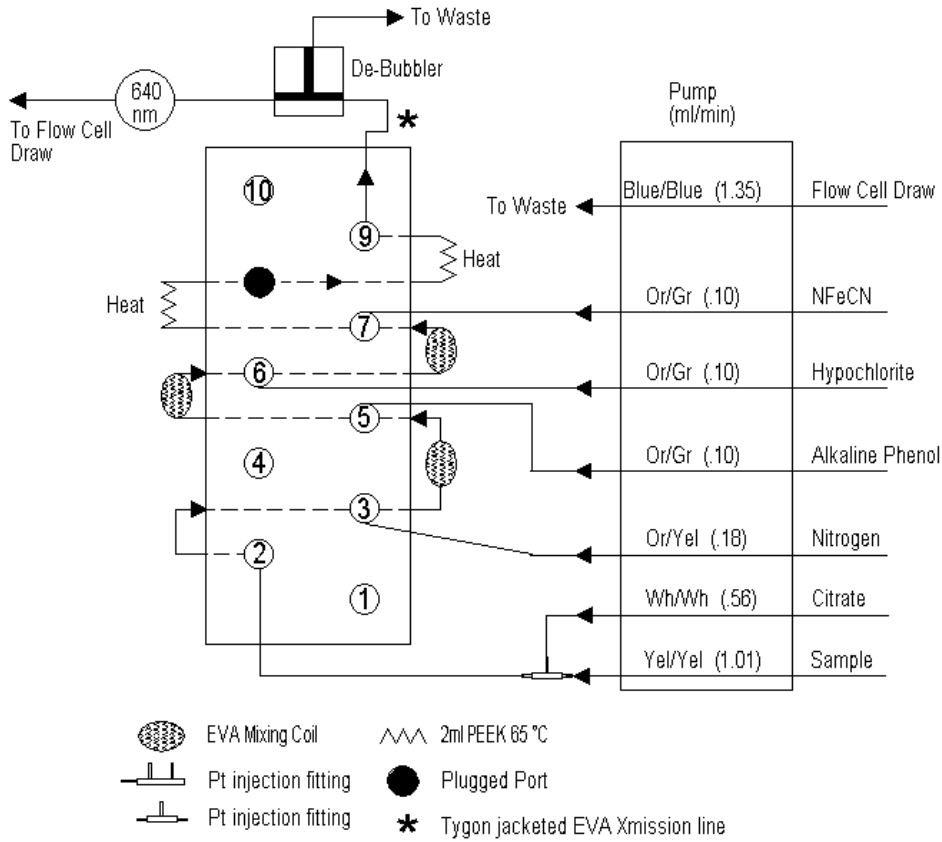 To Waste
De-Bubbler
640
nm
To Flow Cell
Draw
*
Pump
(ml/min)
10
Blue/Blue (1.35) Flow Cell Draw
To Waste
9
Heat
Heat
Or/Gr (.10) NFeCN
7
6
Or/Gr (.10) Hypochlorite
5
4
Or/Gr (.10) Alkaline Phenol
3
2
Or/Yel (.18) Nitrogen
1
Wh/Wh (.56) Citrate
Yel/Yel (1.01) Sample
EVA Mixing Coil
2ml PEEK 65 °C
Pt injection fitting
Plugged Port
Pt injection fitting
* Tygon jacketed EVA Xmission line